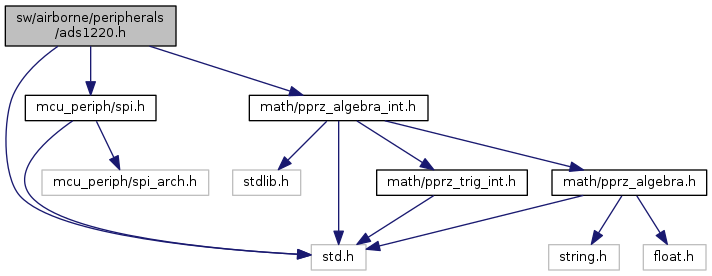 sw/airborne/peripherals
/ads1220.h
mcu_periph/spi.h
math/pprz_algebra_int.h
mcu_periph/spi_arch.h
stdlib.h
math/pprz_trig_int.h
math/pprz_algebra.h
std.h
string.h
float.h